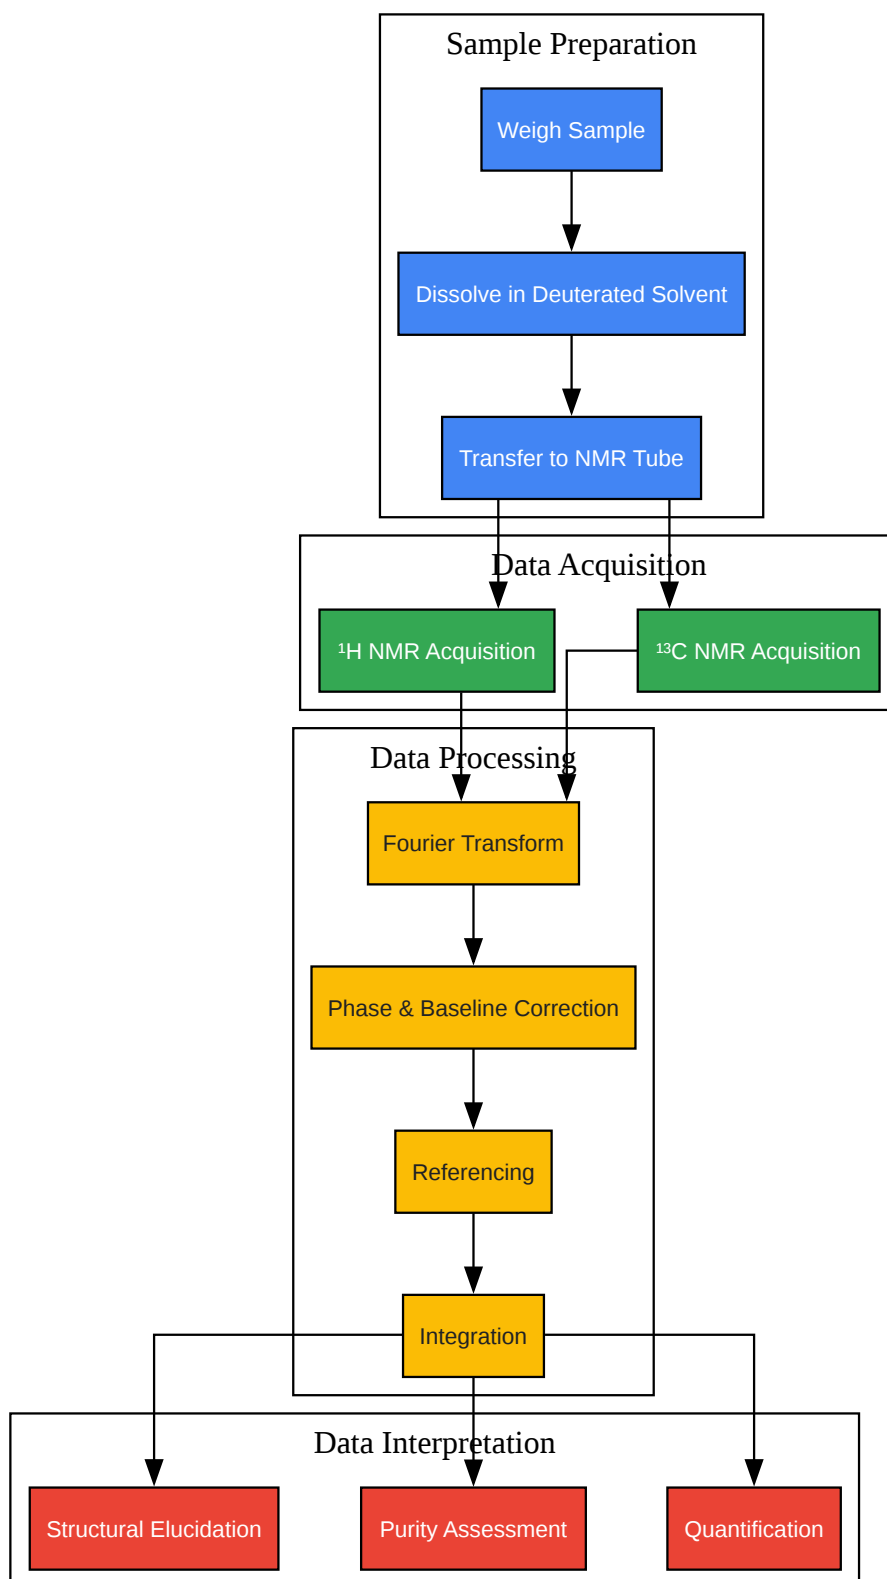 Sample Preparation
Weigh Sample
Dissolve in Deuterated Solvent
Transfer to NMR Tube
Data Acquisition
¹H NMR Acquisition
¹³C NMR Acquisition
Data Processing
Fourier Transform
Phase & Baseline Correction
Referencing
Integration
Data Interpretation
Structural Elucidation
Purity Assessment
Quantification